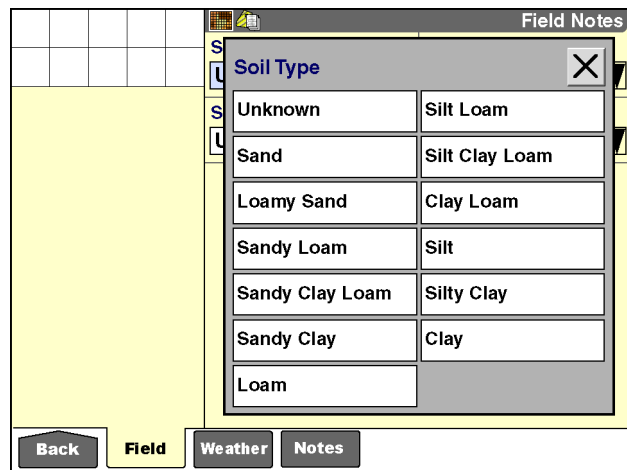 Field Notes
S
U
S
U
Soil Type
Unknown
Sand
Loamy Sand
Sandy Loam
Sandy Clay Loam
Sandy Clay
Loam
Silt Loam
Silt Clay Loam
Clay Loam
Silt
Silty Clay
Clay
Back
Field
Weather
Notes